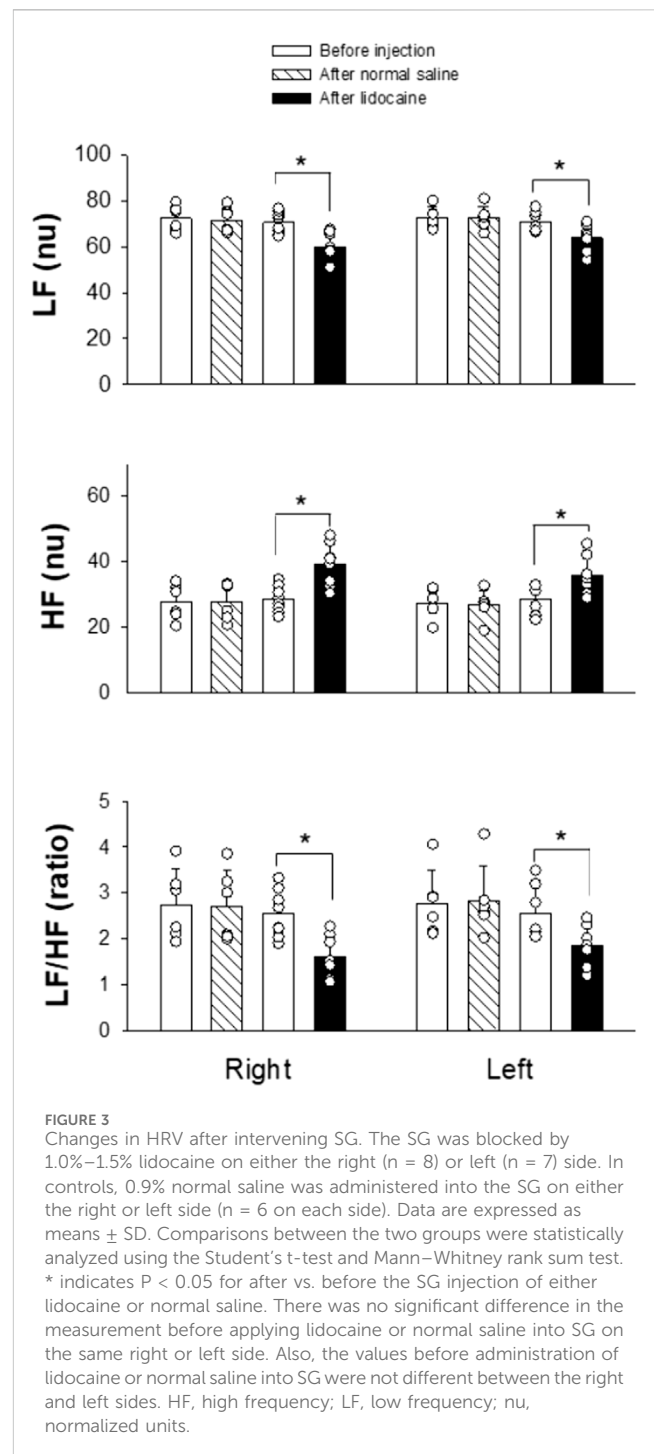 Before injection
After normal saline
After lidocaine
100
80
60
40
20
0
LF (nu)
*
*
60
40
20
0
HF (nu)
*
*
5
4
3
2
1
0
LF/HF (ratio)
*
*
Right
Left
FIGURE 3
Changes in HRV after intervening SG. The SG was blocked by
1.0%–1.5% lidocaine on either the right (n = 8) or left (n = 7) side. In
controls, 0.9% normal saline was administered into the SG on either
the right or left side (n = 6 on each side). Data are expressed as
means ± SD. Comparisons between the two groups were statistically
analyzed using the Student's t-test and Mann–Whitney rank sum test.
* indicates P < 0.05 for after vs. before the SG injection of either
lidocaine or normal saline. There was no significant difference in the
measurement before applying lidocaine or normal saline into SG on
the same right or left side. Also, the values before administration of
lidocaine or normal saline into SG were not different between the right
and left sides. HF, high frequency; LF, low frequency; nu,
normalized units.